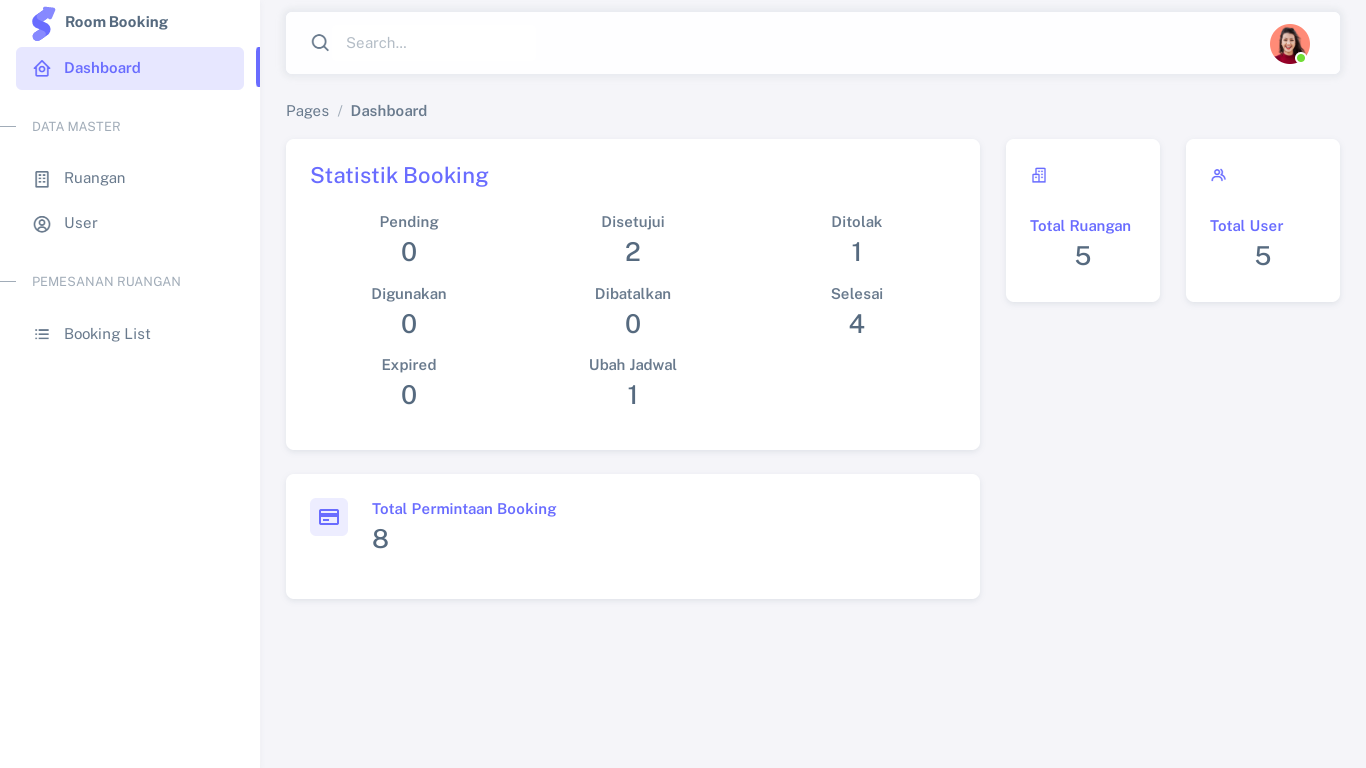 Room Booking
Dashboard
DATA MASTER
Ruangan
User
PEMESANAN RUANGAN
Booking List
Search...
Pages / Dashboard
Statistik Booking
Pending Disetujui Ditolak
0 2 1
Digunakan Dibatalkan Selesai
0 0 4
Expired Ubah Jadwal
0 1
Total Permintaan Booking
8
Total Ruangan
5
Total User
5